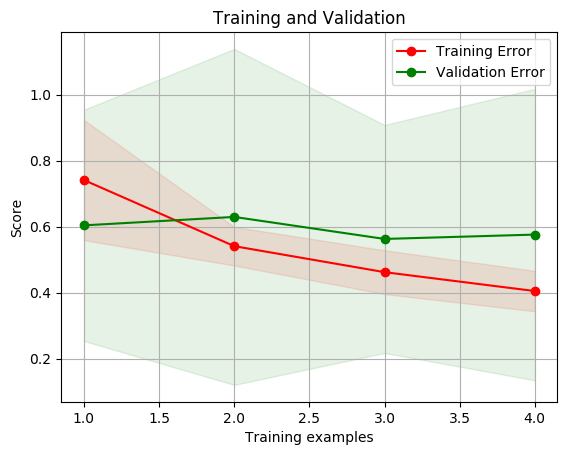 Training and Validation
Training Error
Validation Error
1.0
0.8
0.6
0.4
0.2
Score
1.0 1.5 2.0 2.5 3.0 3.5 4.0
Training examples